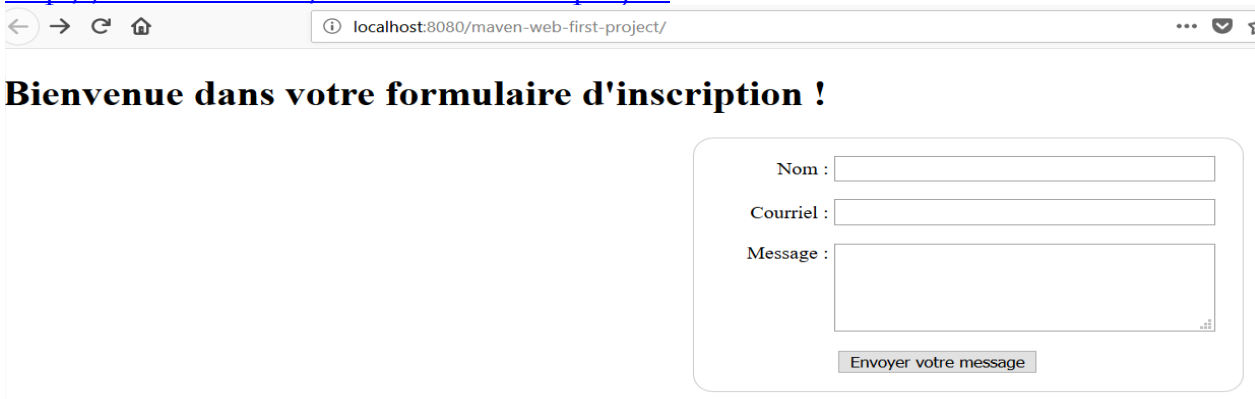 localhost:8080/maven-web-first-project/
Bienvenue dans votre formulaire d'inscription !
Nom :
Courriel :
Message :
Envoyer votre message